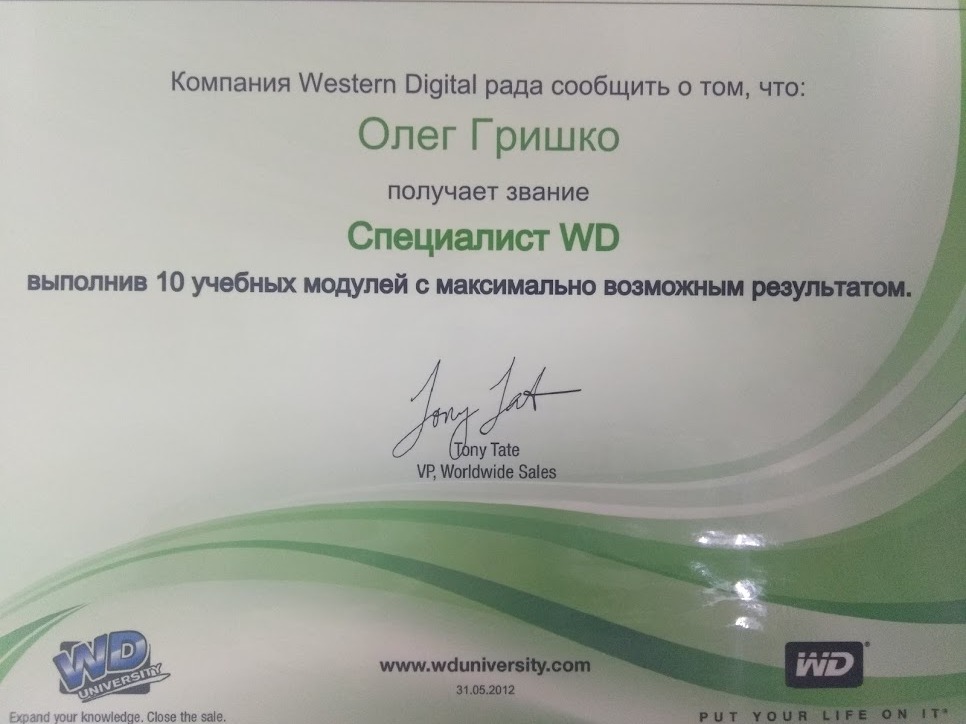 Компания Western Digital рада сообщить о том, что:
Олег Гришко
получает звание
Специалист WD
выполнив 10 учебных модулей с максимально возможным результатом.
Tony Tate
Tony Tate
VP, Worldwide Sales
WD
UNIVERSITY
www.wduniversity.com
31.05.2012
WD®
Expand your knowledge. Close the sale.
PUT YOUR LIFE ON IT®